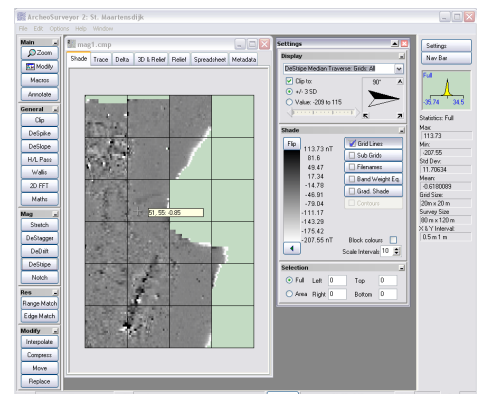 ArcheoSurveyor 2: St. Maartensdijk
File Edit Options Help Window
Main
Zoom
Modify
Macros
Annotate
General
Clip
DeSpike
DeSlope
H/L Pass
Wallis
2D FFT
Maths
Mag
Stretch
DeStagger
DeDrift
DeStripe
Notch
Res
Range Match
Edge Match
Modify
Interpolate
Compress
Move
Replace
mag1.cmp
Shade Trace Delta 3D & Relief Relief Spreadsheet Metadata
51, 55: -0.85
Settings
Display
DeStripe Median Traverse: Grids: All
Clip to:
+/- 3 SD
Value: -209 to 115
90°
Shade
Flip
113.73 nT
81.6
49.47
17.34
-14.78
-46.91
-79.04
-111.17
-143.29
-175.42
-207.55 nT
Grid Lines
Sub Grids
Filenames
Band Weight Eq.
Grad. Shade
Contours
Block colours
Scale Interval: 10
Selection
Full Left 0 Top 0
Area Right 0 Bottom 0
Settings
Nav Bar
Full
-35.74 34.5
Statistics: Full
Max:
113.73
Min:
-207.55
Std Dev:
11.70634
Mean:
-0.6180089
Grid Size:
20m x 20 m
Survey Size
80 m x 120 m
X & Y Interval:
0.5 m 1 m